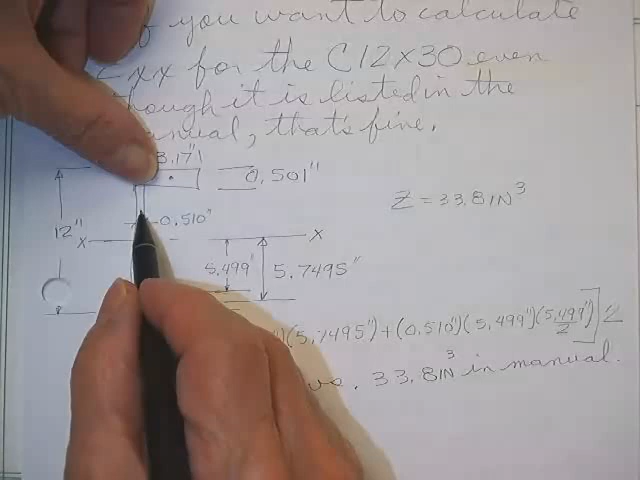 you want to calculate
Zxx for the C12x30 even
though it is listed in the
manual, that's fine.
3.17"
0.501"
Z = 33.8 IN³
0.510"
12"
X
X
5.499"
5.7495"
")(5.7495") + (0.510")(5.499")(5.499"/2)]2
vs. 33.8 IN³ in manual.